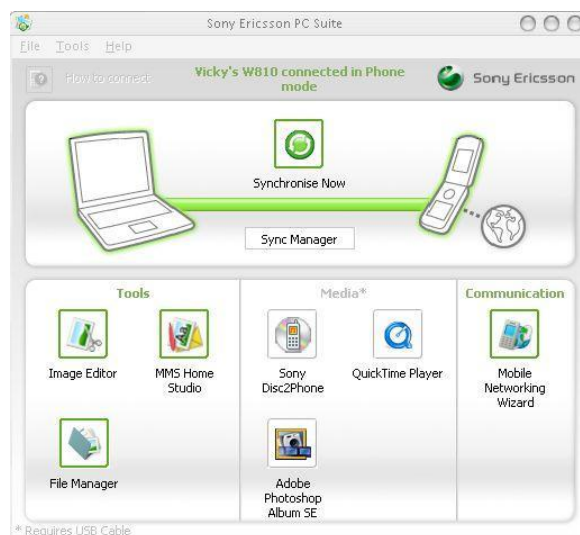 Sony Ericsson PC Suite
File Tools Help
How to connect
Vicky's W810 connected in Phone
mode
Sony Ericsson
Synchronise Now
Sync Manager
Tools
Media*
Communication
Image Editor
MMS Home
Studio
Sony
Disc2Phone
QuickTime Player
Mobile
Networking
Wizard
File Manager
Adobe
Photoshop
Album SE
* Requires USB Cable